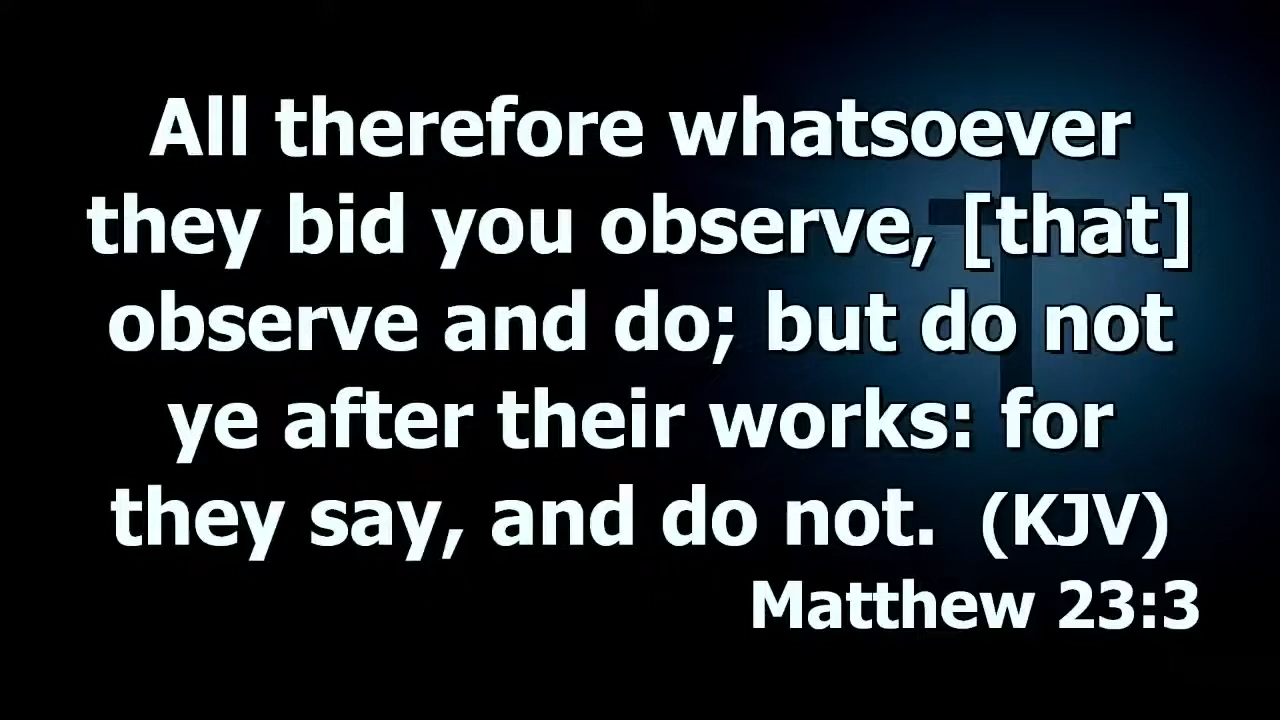 All therefore whatsoever
they bid you observe, [that]
observe and do; but do not
ye after their works: for
they say, and do not. (KJV)
Matthew 23:3